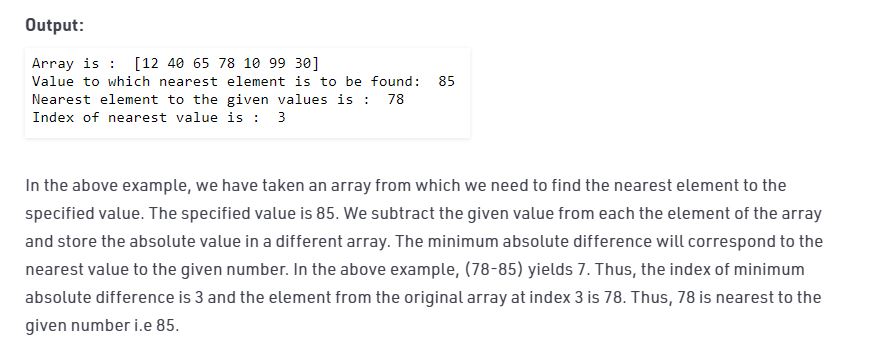 Output:
Array is :  [12 40 65 78 10 99 30]
Value to which nearest element is to be found:  85
Nearest element to the given values is :  78
Index of nearest value is :  3
In the above example, we have taken an array from which we need to find the nearest element to the
specified value. The specified value is 85. We subtract the given value from each the element of the array
and store the absolute value in a different array. The minimum absolute difference will correspond to the
nearest value to the given number. In the above example, (78-85) yields 7. Thus, the index of minimum
absolute difference is 3 and the element from the original array at index 3 is 78. Thus, 78 is nearest to the
given number i.e 85.